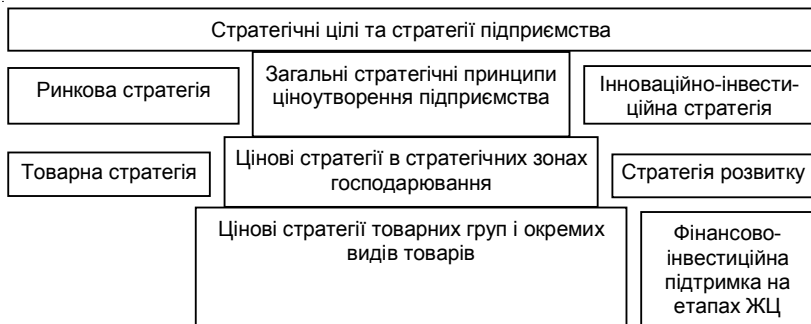 Стратегічні цілі та стратегії підприємства
Ринкова стратегія
Загальні стратегічні принципи
ціноутворення підприємства
Інноваційно-інвести-
ційна стратегія
Товарна стратегія
Цінові стратегії в стратегічних зонах
господарювання
Стратегія розвитку
Цінові стратегії товарних груп і окремих
видів товарів
Фінансово-
інвестиційна
підтримка на
етапах ЖЦ